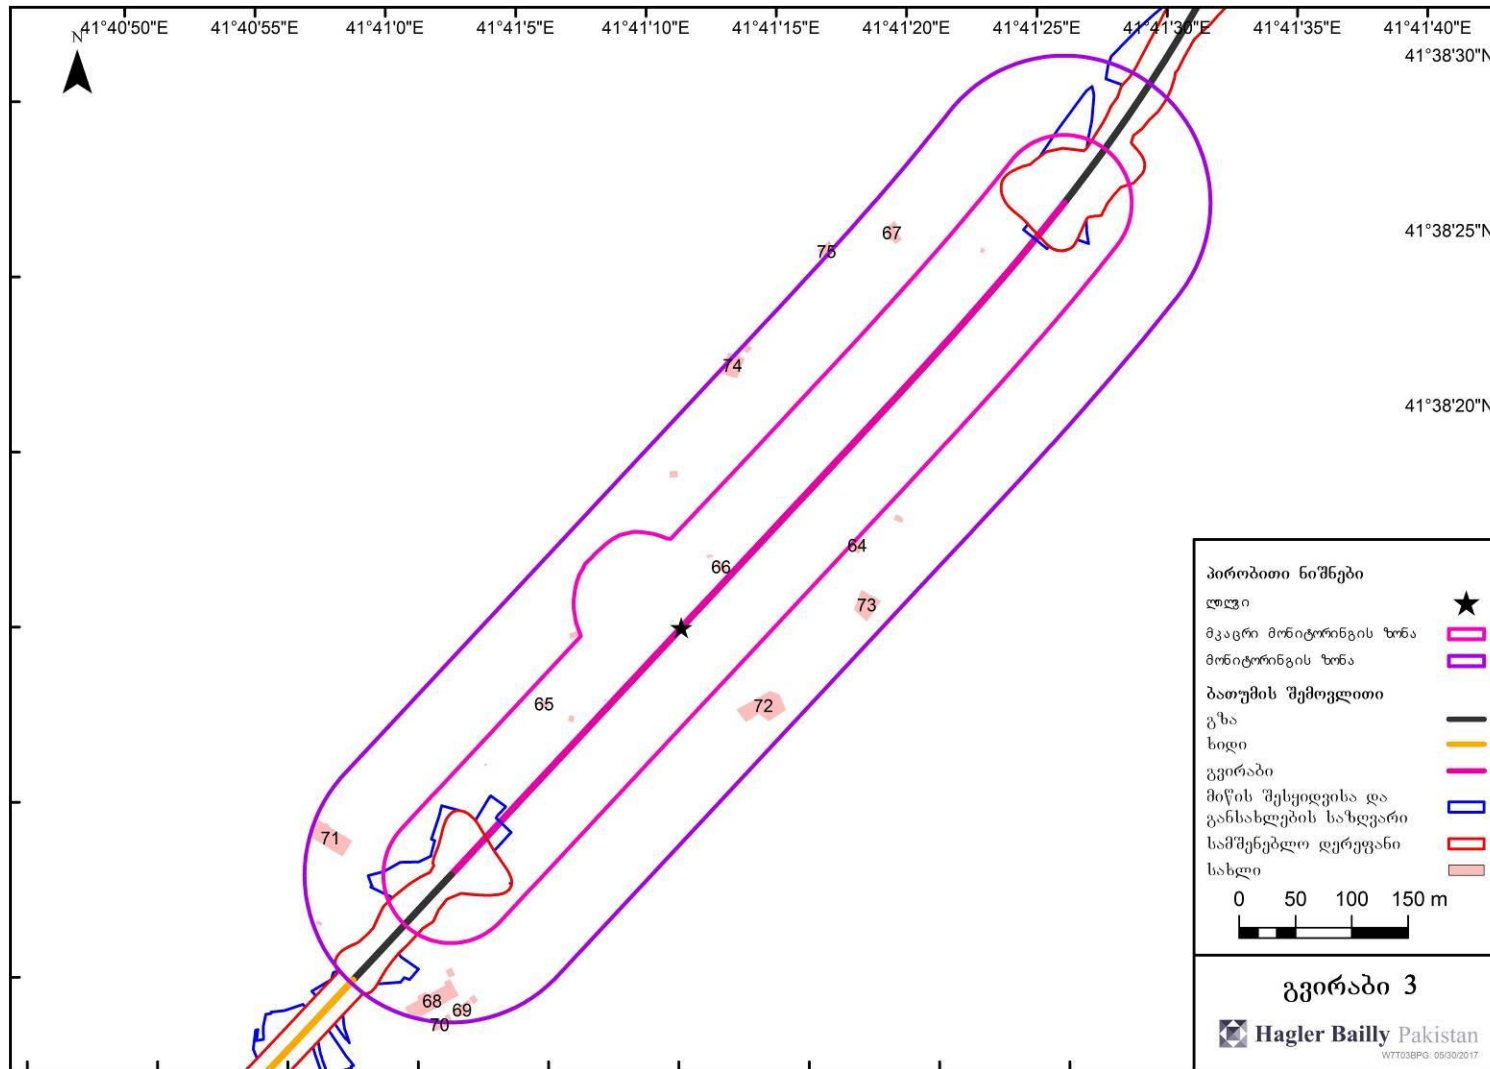 41°40'50"E 41°40'55"E 41°41'0"E 41°41'5"E 41°41'10"E 41°41'15"E 41°41'20"E 41°41'25"E 41°41'30"E 41°41'35"E 41°41'40"E
N
41°38'30"N
41°38'25"N
41°38'20"N
67
75
74
66
64
73
65
72
71
68
69
70
პირობითი ნიშნები
მკაცრი მონიტორინგის ზონა
მონიტორინგის ზონა
ბათუმის შემოვლითი
გზა
ხიდი
გვირაბი
მიწის შესყიდვისა და
განსახლების საზღვარი
სამშენებლო დერეფანი
სახლი
0 50 100 150 m
გვირაბი 3
Hagler Bailly Pakistan
W7T03BPG: 05/30/2017